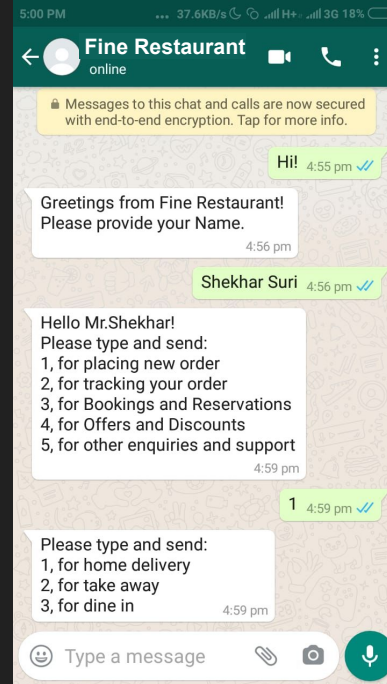 5:00 PM ... 37.6KB/s H+ 3G 18%
Fine Restaurant
online
Messages to this chat and calls are now secured
with end-to-end encryption. Tap for more info.
Hi! 4:55 pm
Greetings from Fine Restaurant!
Please provide your Name.
4:56 pm
Shekhar Suri 4:56 pm
Hello Mr.Shekhar!
Please type and send:
1, for placing new order
2, for tracking your order
3, for Bookings and Reservations
4, for Offers and Discounts
5, for other enquiries and support
4:59 pm
1 4:59 pm
Please type and send:
1, for home delivery
2, for take away
3, for dine in 4:59 pm
Type a message